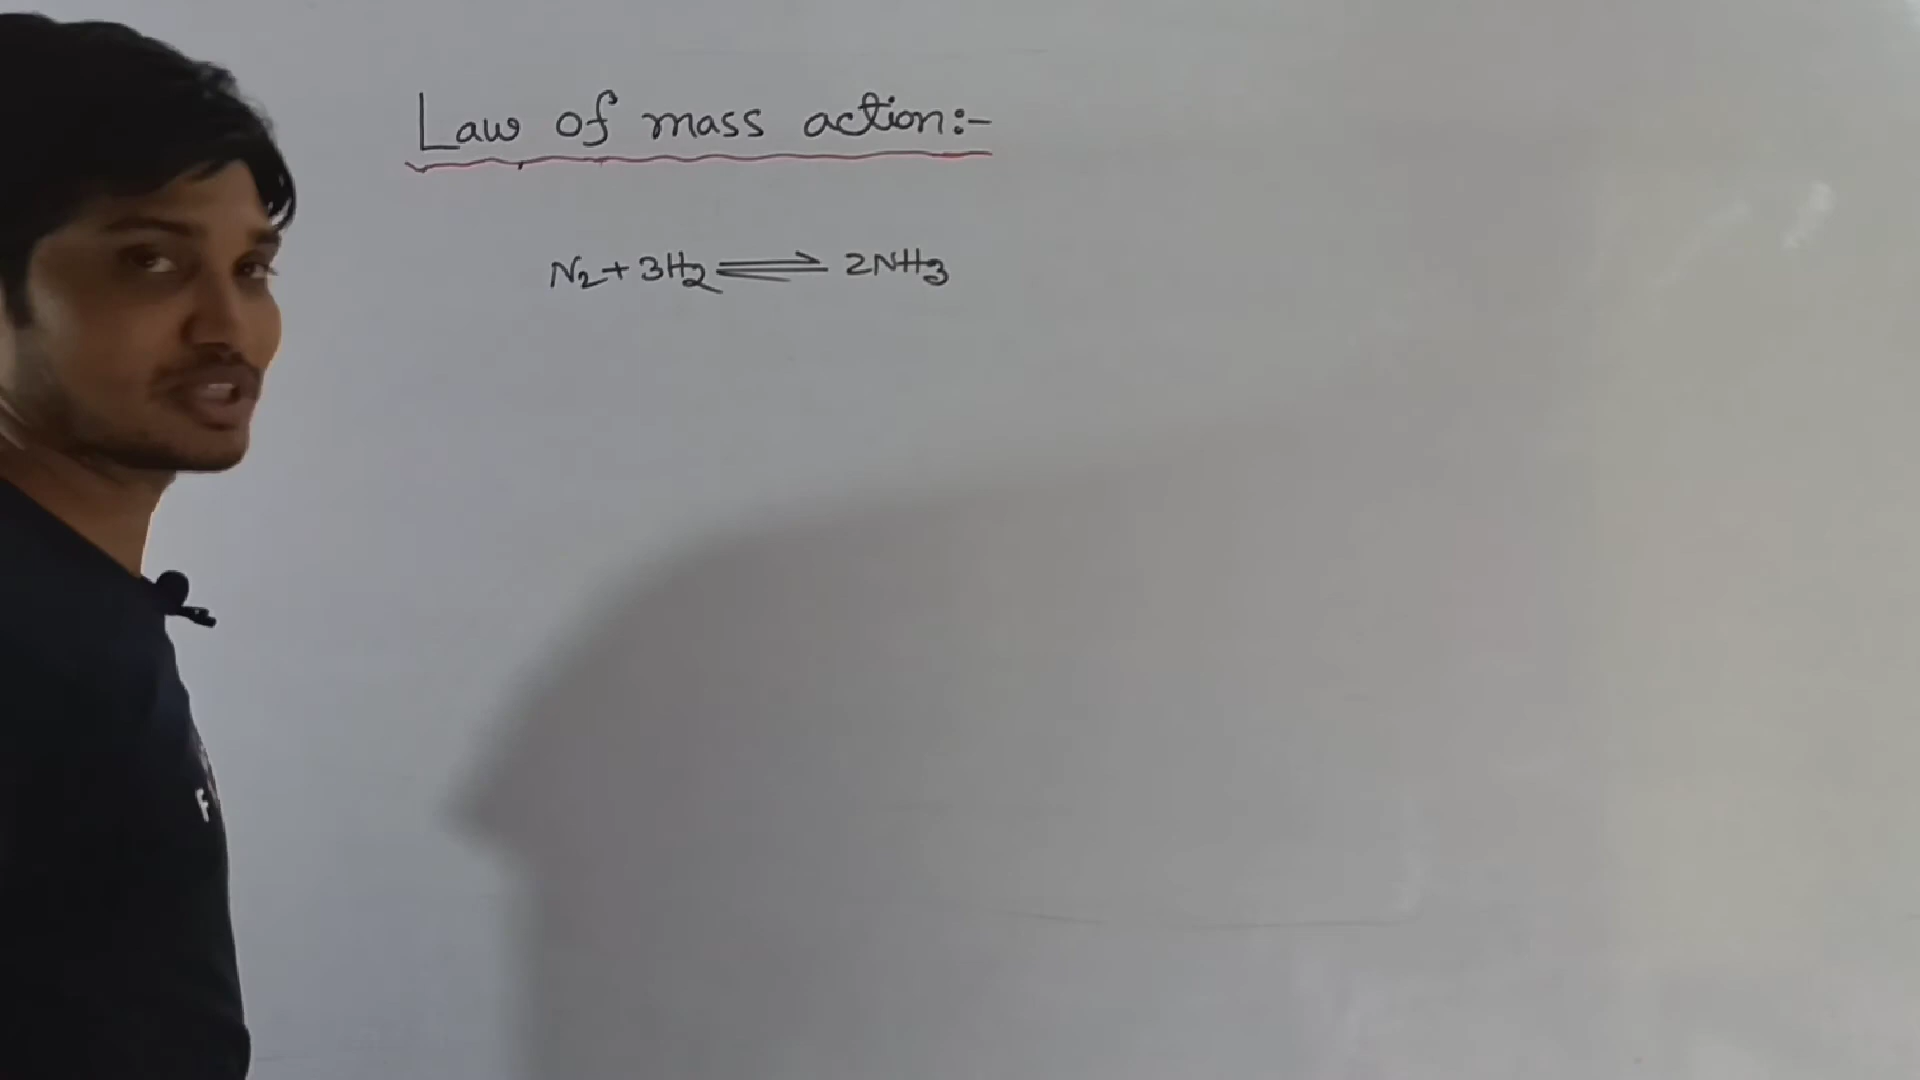 Law of mass action:-
N₂ + 3H₂ ⇌ 2NH₃
F